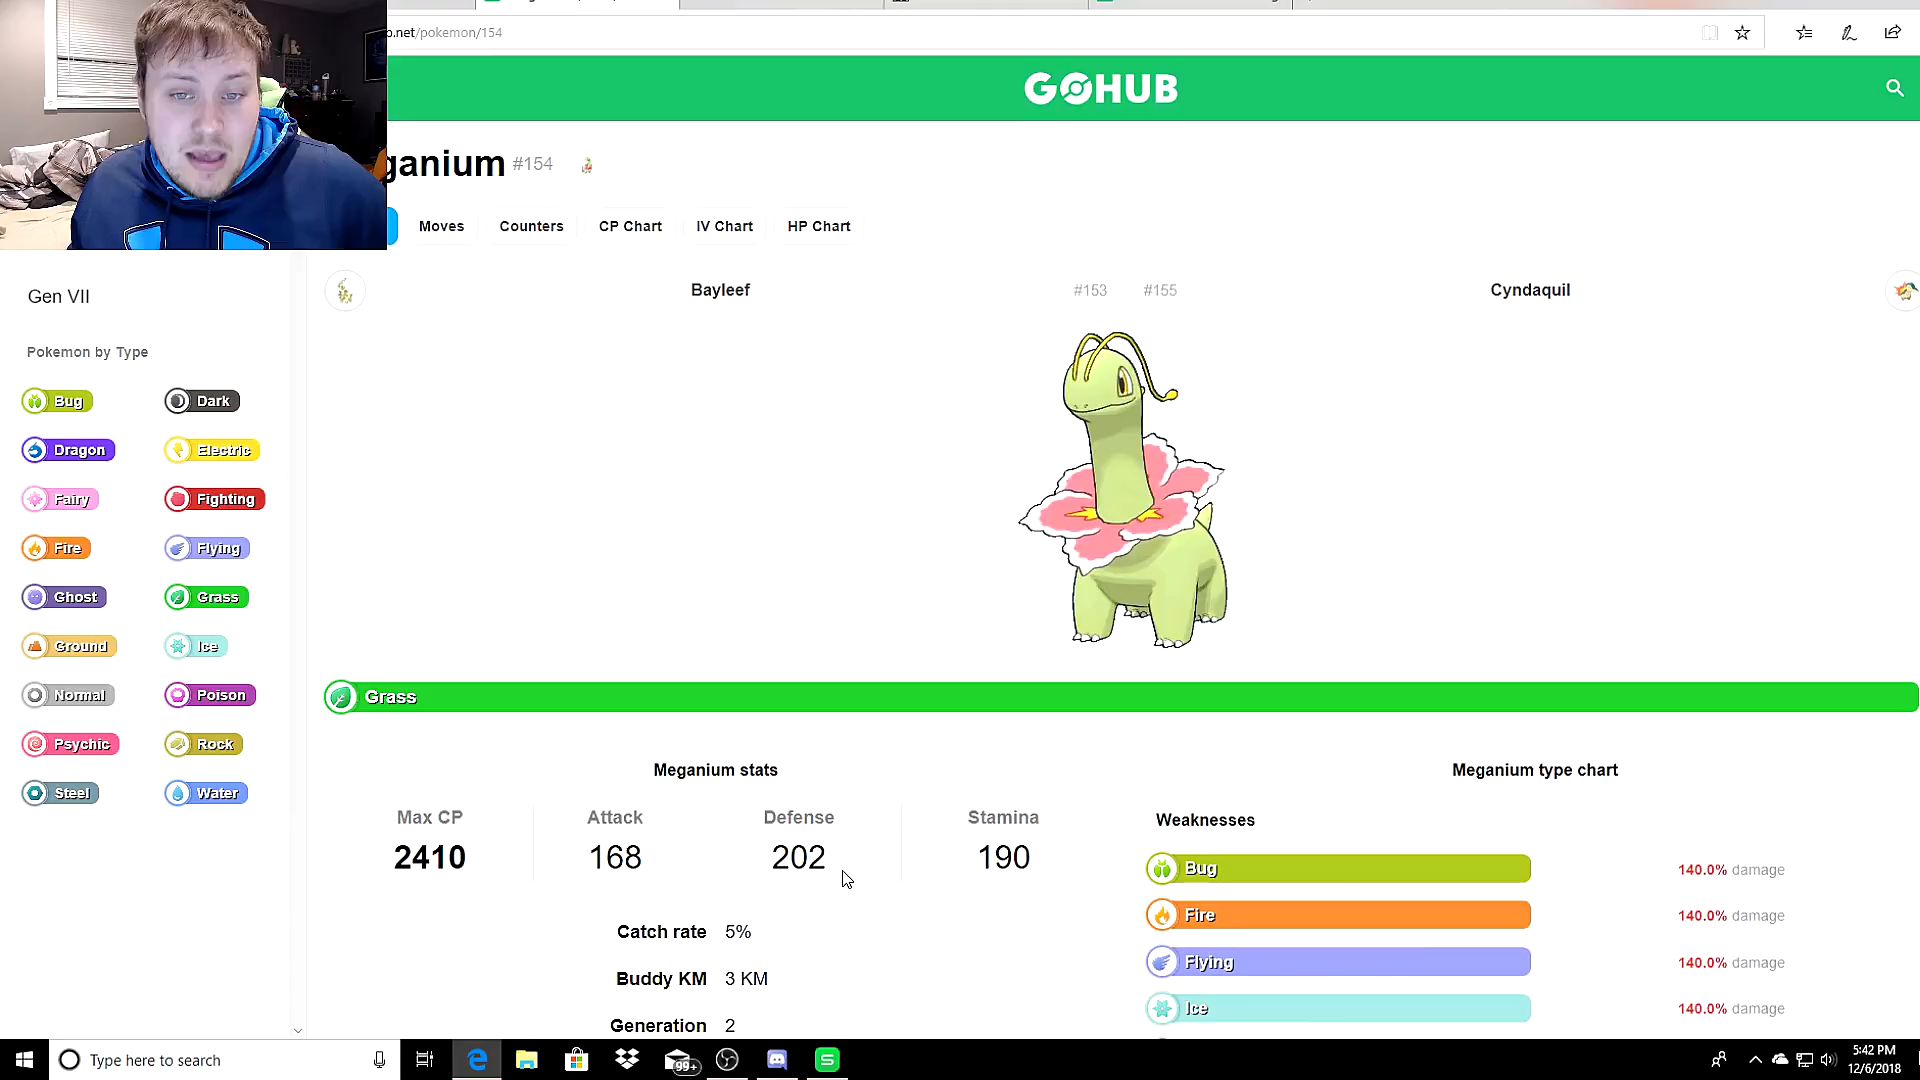 o.net/pokemon/154
GOHUB
ganium #154
Moves Counters CP Chart IV Chart HP Chart
Gen VII
Bayleef #153 #155 Cyndaquil
Pokemon by Type
Bug Dark
Dragon Electric
Fairy Fighting
Fire Flying
Ghost Grass
Ground Ice
Normal Poison
Psychic Rock
Steel Water
Grass
Meganium stats
Max CP Attack Defense Stamina
2410 168 202 190
Catch rate 5%
Buddy KM 3 KM
Generation 2
Meganium type chart
Weaknesses
Bug 140.0% damage
Fire 140.0% damage
Flying 140.0% damage
Ice 140.0% damage
Type here to search
99+
S
5:42 PM
12/6/2018